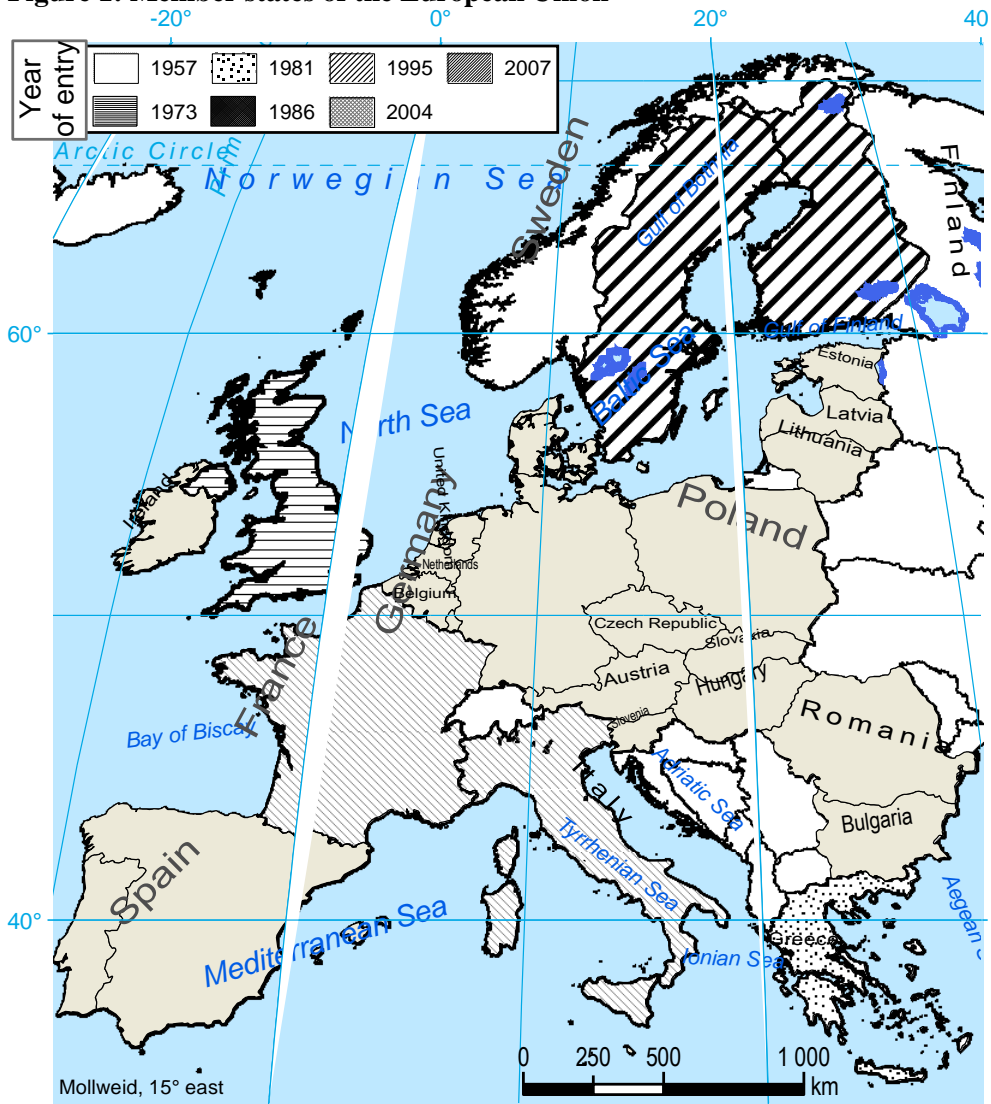 Figure 1: Member states of the European Union
-20° 0° 20° 40
Year of entry
1957 1981 1995 2007
1973 1986 2004
Arctic Circle
Norwegian Sea
Sweden
Gulf of Bothnia
Finland
60°
Gulf of Finland
Baltic Sea
Estonia
Latvia
Lithuania
North Sea
Ireland
United Kingdom
Germany
Poland
Netherlands
Belgium
Czech Republic
Slovakia
Austria
Hungary
Slovenia
France
Romania
Bay of Biscay
Adriatic Sea
Italy
Bulgaria
Tyrrhenian Sea
Spain
Aegean
40°
Mediterranean Sea
Greece
Ionian Sea
0 250 500 1 000
km
Mollweid, 15° east